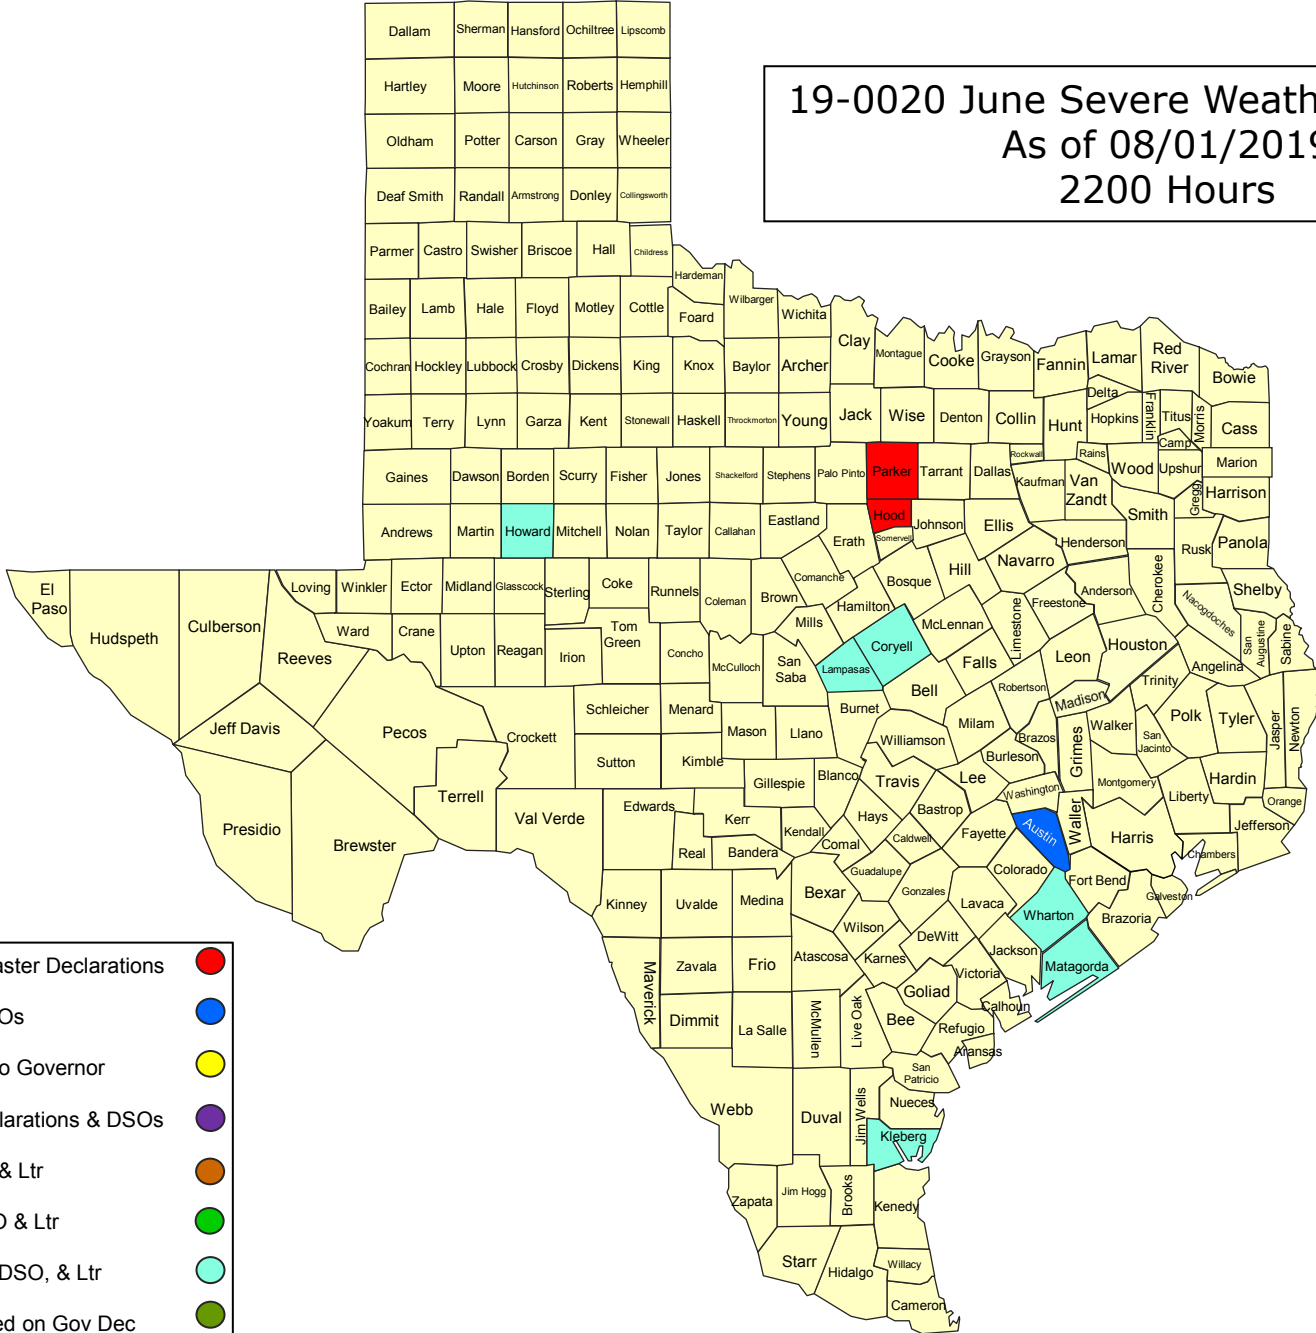 19-0020 June Severe Weath
As of 08/01/2019
2200 Hours
Dallam Sherman Hansford Ochiltree Lipscomb
Hartley Moore Hutchinson Roberts Hemphill
Oldham Potter Carson Gray Wheeler
Deaf Smith Randall Armstrong Donley Collingsworth
Parmer Castro Swisher Briscoe Hall Childress
Hardeman
Bailey Lamb Hale Floyd Motley Cottle Foard Wilbarger Wichita
Clay Montague Cooke Grayson Fannin Lamar Red
River
Bowie
Cochran Hockley Lubbock Crosby Dickens King Knox Baylor Archer
Delta
Yoakum Terry Lynn Garza Kent Stonewall Haskell Throckmorton Young Jack Wise Denton Collin Hunt Hopkins Franklin Titus Morris Cass
Camp
Gaines Dawson Borden Scurry Fisher Jones Shackelford Stephens Palo Pinto Parker Tarrant Dallas Rockwall Rains Wood Upshur Marion
Kaufman Van
Zandt
Gregg Harrison
Andrews Martin Howard Mitchell Nolan Taylor Callahan Eastland Hood Johnson Ellis Smith
Erath Somervell Henderson Rusk Panola
El
Paso
Hudspeth Culberson Loving Winkler Ector Midland Glasscock Sterling Coke Runnels Coleman Brown Comanche Bosque Hill Navarro Anderson Cherokee Shelby
Hamilton Freestone Limestone Nacogdoches
Reeves Ward Crane Upton Reagan Irion Tom
Green
Concho McCulloch San
Saba
Mills Lampasas Coryell McLennan Falls Leon Houston Angelina San
Augustine
Sabine
Jeff Davis Pecos Crockett Schleicher Menard Mason Llano Burnet Bell Milam Robertson Madison Trinity
Walker San
Jacinto
Polk Tyler Jasper Newton
Terrell Sutton Kimble Gillespie Blanco Williamson Travis Lee Burleson Brazos Grimes Montgomery Liberty Hardin
Washington Orange
Presidio Brewster Val Verde Edwards Kerr Kendall Hays Bastrop Austin Waller Harris Jefferson
Real Bandera Comal Caldwell Fayette Chambers
Kinney Uvalde Medina Bexar Guadalupe Gonzales Lavaca Colorado Fort Bend Galveston
Wilson Wharton Brazoria
Maverick Zavala Frio Atascosa Karnes DeWitt Jackson Matagorda
Victoria
Dimmit La Salle McMullen Live Oak Bee Goliad Calhoun
Refugio
Aransas
San
Patricio
Webb Duval Jim Wells Nueces
Kleberg
Zapata Jim Hogg Brooks Kenedy
Starr Hidalgo Willacy
Cameron
aster Declarations
Os
o Governor
larations & DSOs
& Ltr
O & Ltr
DSO, & Ltr
ed on Gov Dec